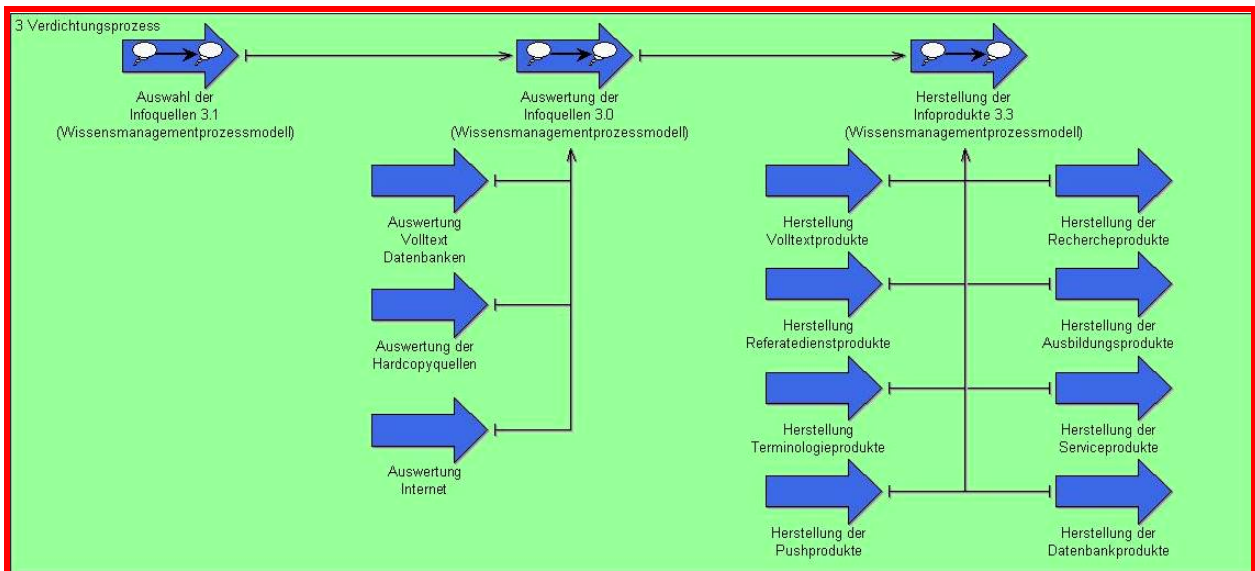 3 Verdichtungsprozess
Auswahl der
Infoquellen 3.1
(Wissensmanagementprozessmodell)
Auswertung der
Infoquellen 3.0
(Wissensmanagementprozessmodell)
Herstellung der
Infoprodukte 3.3
(Wissensmanagementprozessmodell)
Auswertung
Volltext
Datenbanken
Auswertung der
Hardcopyquellen
Auswertung
Internet
Herstellung
Volltextprodukte
Herstellung der
Rechercheprodukte
Herstellung
Referatedienstprodukte
Herstellung der
Ausbildungsprodukte
Herstellung
Terminologieprodukte
Herstellung der
Serviceprodukte
Herstellung der
Pushprodukte
Herstellung der
Datenbankprodukte